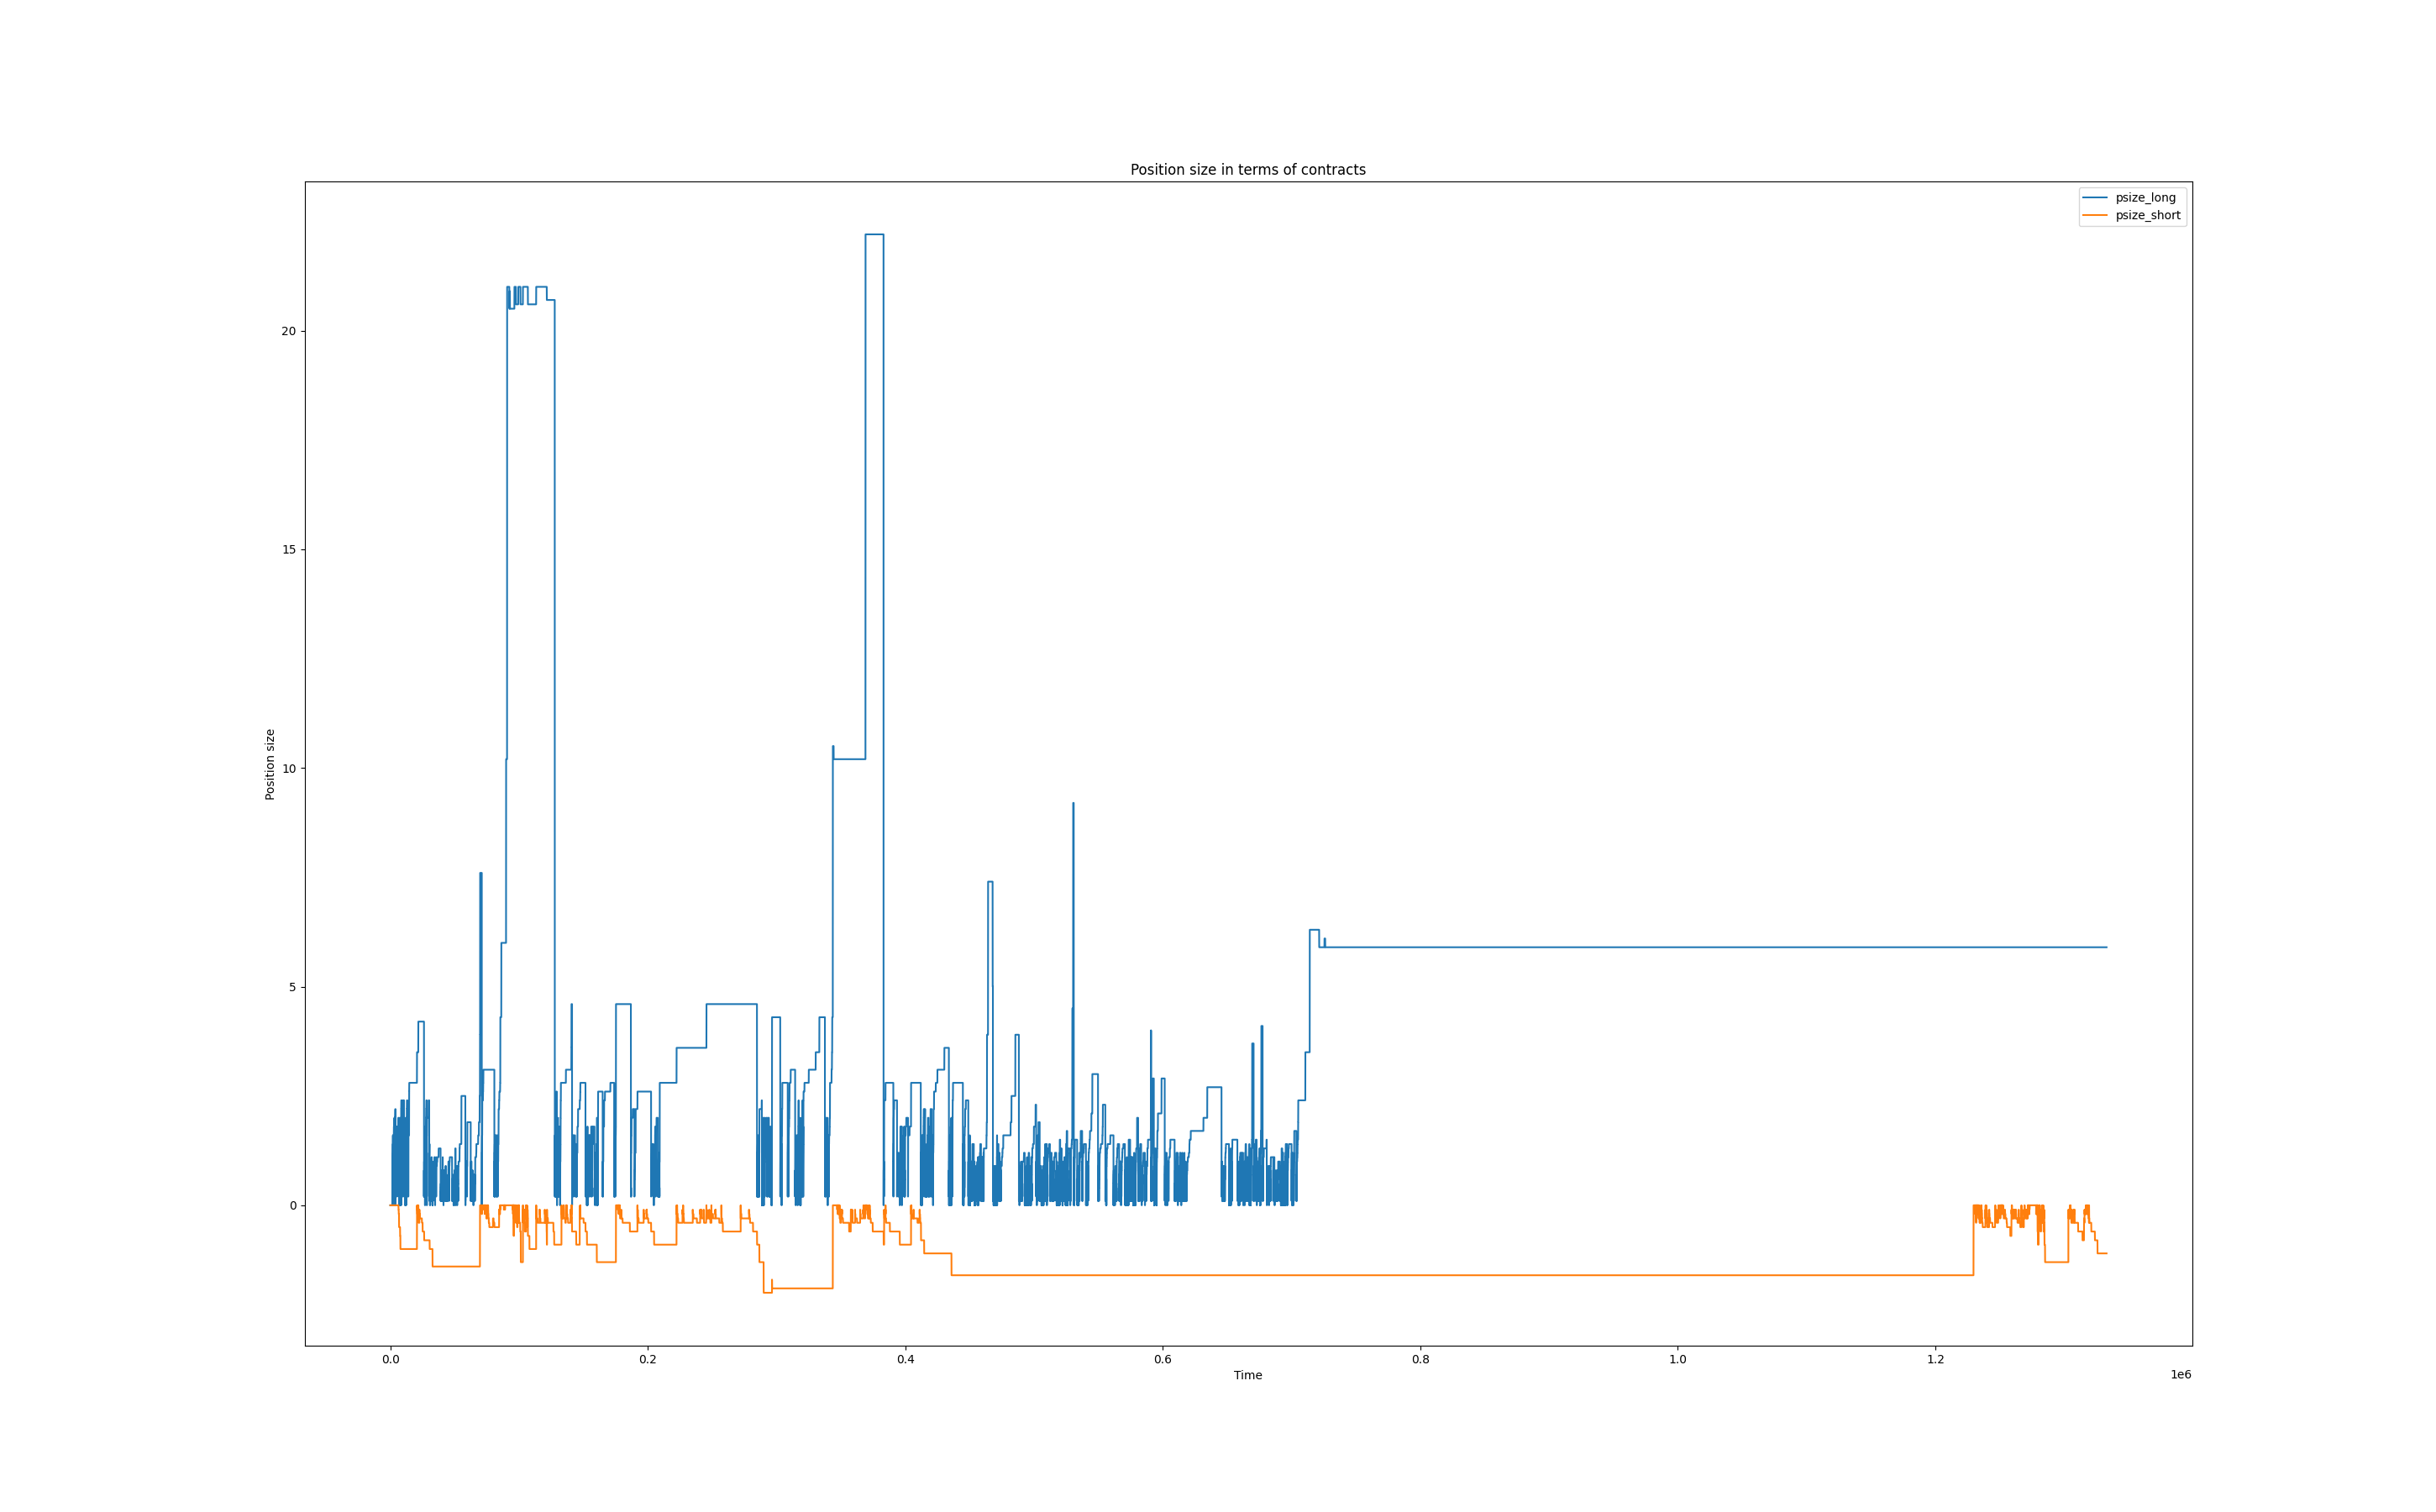 Position size in terms of contracts
psize_long
psize_short
20
15
10
5
0
Position size
0.0 0.2 0.4 0.6 0.8 1.0 1.2
1e6
Time